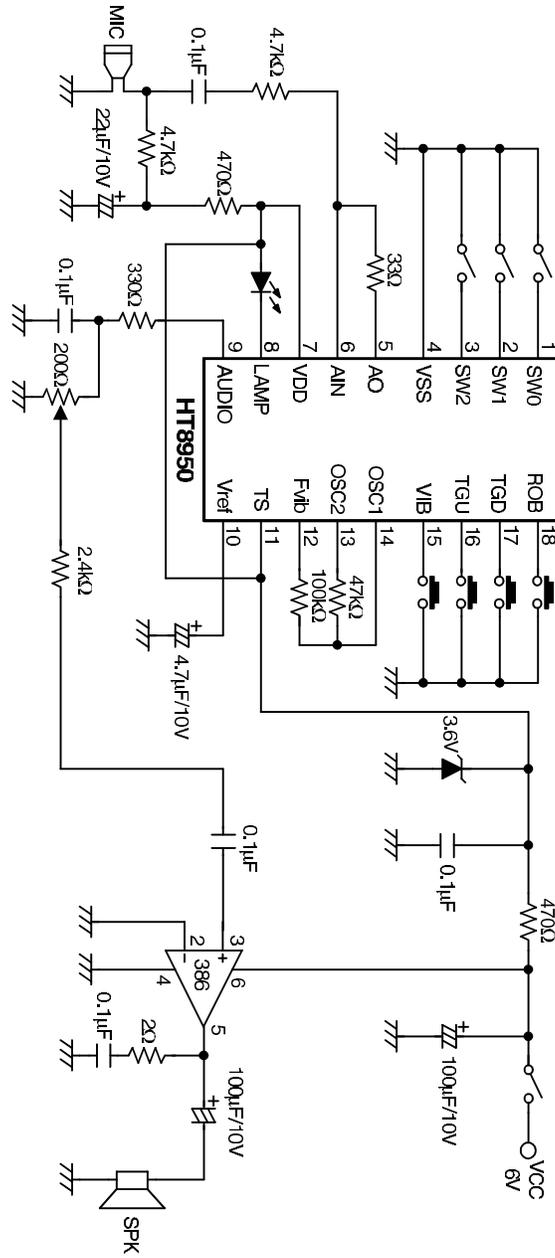 MIC
0.1µF
4.7kΩ
4.7kΩ
22µF/10V
470Ω
33Ω
0.1µF
330Ω
200Ω
9
8
7
6
5
4
3
2
1
AUDIO
LAMP
VDD
AIN
AO
VSS
SW2
SW1
SW0
HT8950
Vref
TS
Fvib
OSC2
OSC1
VIB
TGU
TGD
ROB
10
11
12
13
14
15
16
17
18
100kΩ
47kΩ
2.4kΩ
4.7µF/10V
3.6V
0.1µF
0.1µF
470Ω
2
3
-
+
386
4
6
5
0.1µF
2Ω
100µF/10V
+
100µF/10V
+
VCC
6V
SPK
+
+